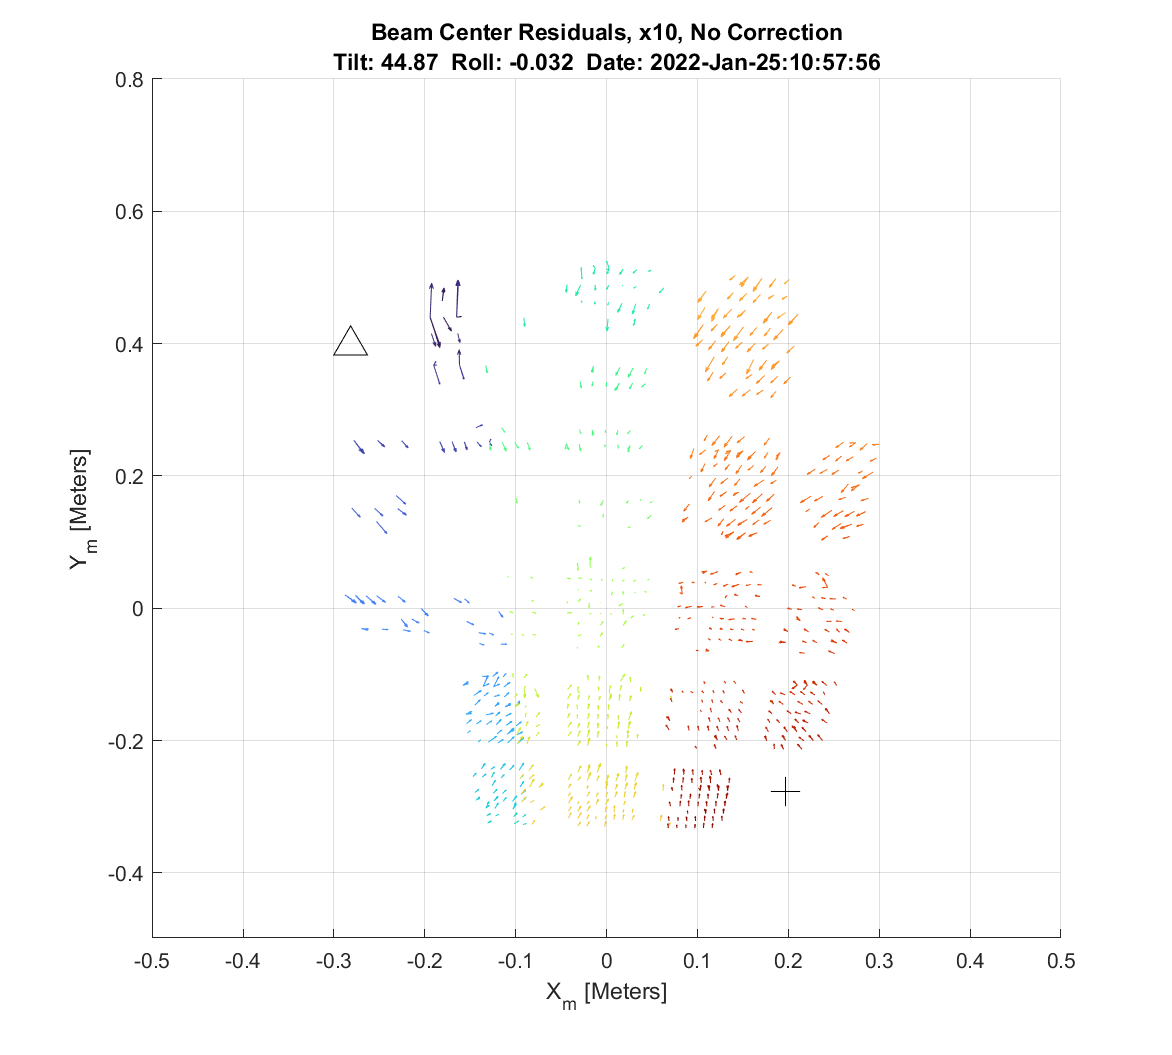 Beam Center Residuals, x10, No Correction
Tilt: 44.87 Roll: -0.032 Date: 2022-Jan-25:10:57:56
0.8
0.6
0.4
0.2
0
-0.2
-0.4
Y_m [Meters]
-0.5 -0.4 -0.3 -0.2 -0.1 0 0.1 0.2 0.3 0.4 0.5
X_m [Meters]